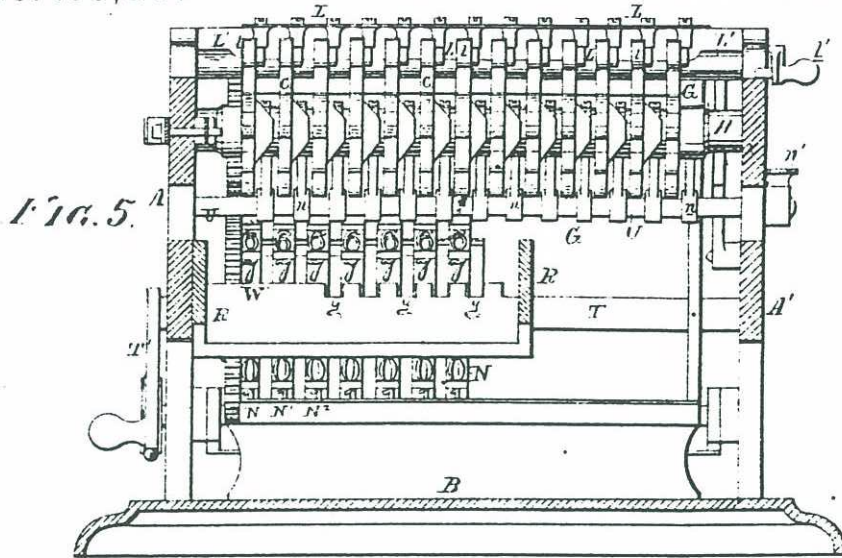 L L
L' l L l L l L' l'
c c G
H
n'
FIG. 5. A
U n n n
G U
J J J J J J J
W y y y R
R T A'
T'
N
N N' N²
B